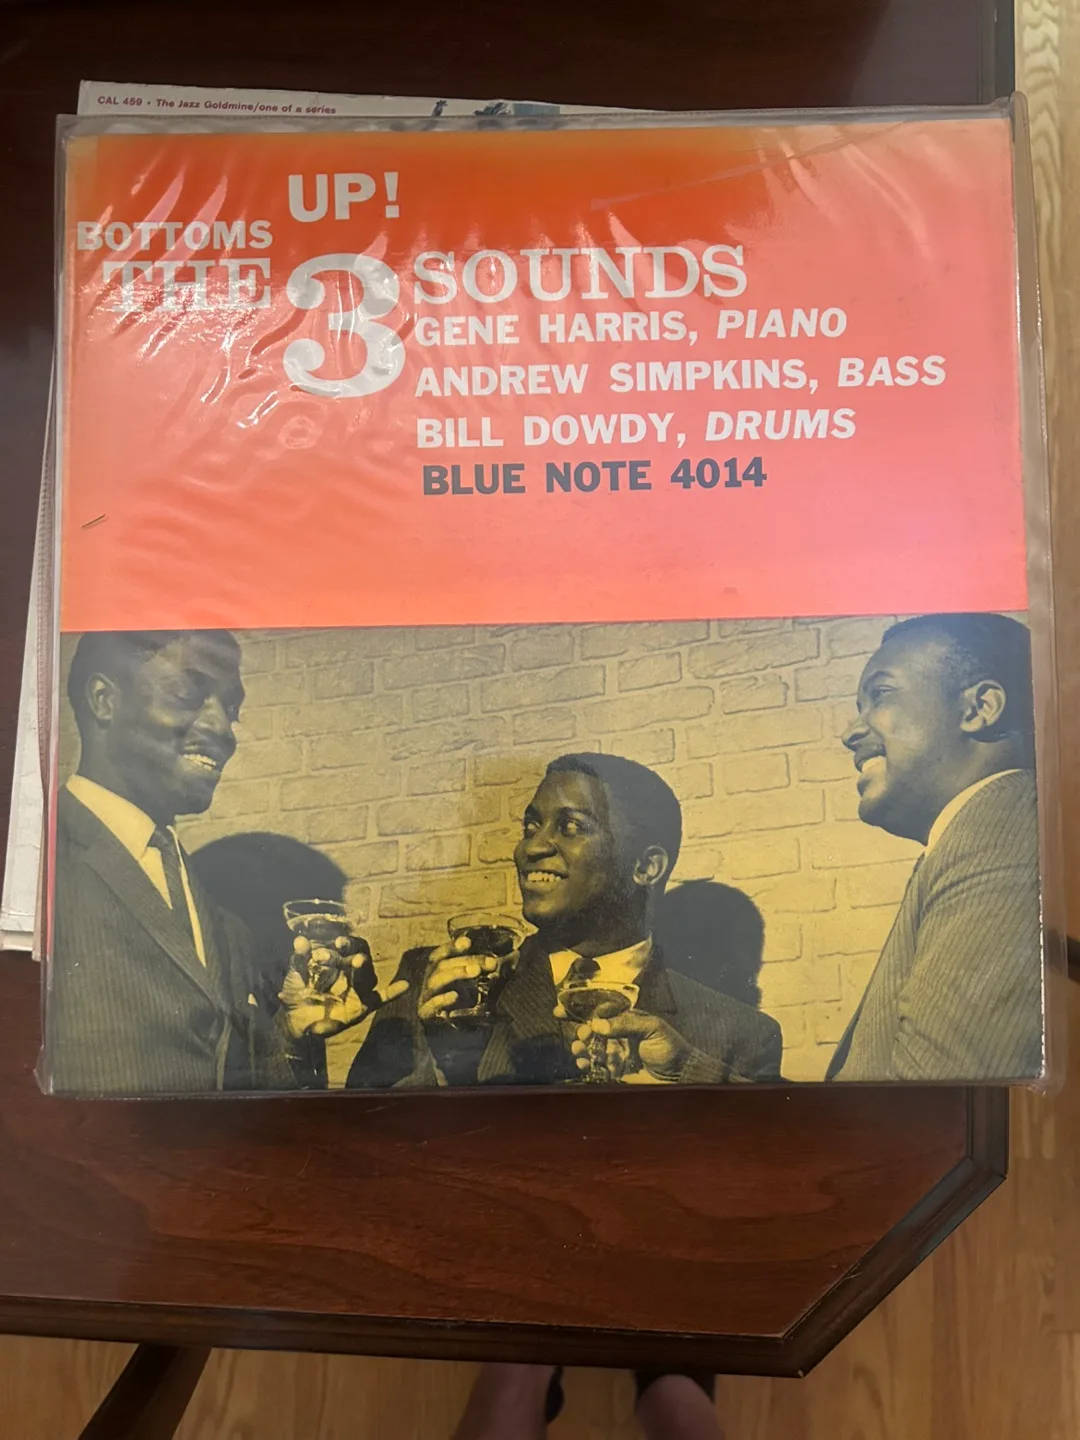 CAL 459 • The Jazz Goldmine/one of a series
UP!
BOTTOMS
THE 3 SOUNDS
GENE HARRIS, PIANO
ANDREW SIMPKINS, BASS
BILL DOWDY, DRUMS
BLUE NOTE 4014